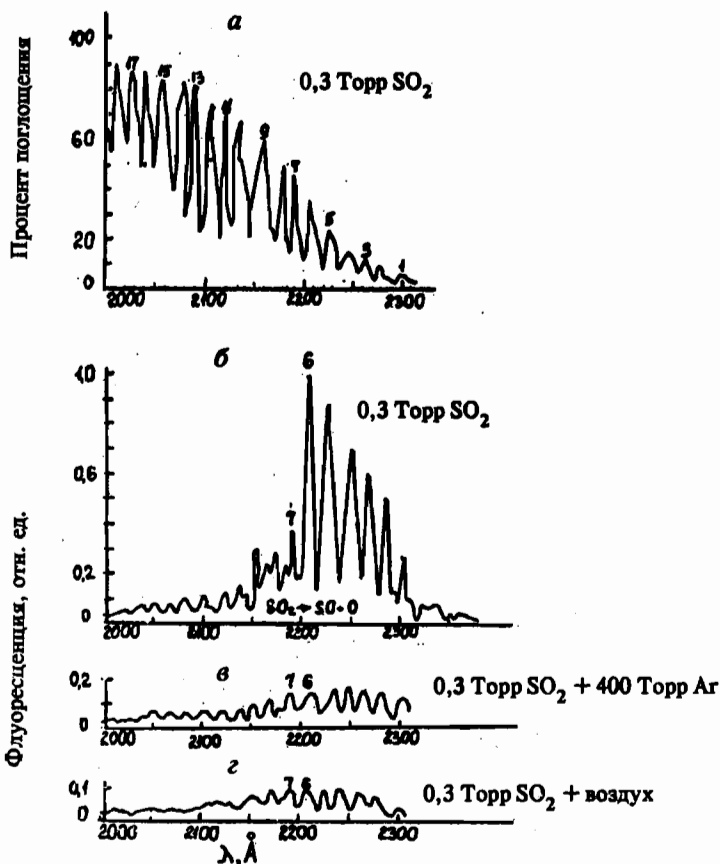 а
100
60
20
0
Процент поглощения
0,3 Торр SO₂
17 15 13 11 9 7 5 3 1
2000 2100 2200 2300
б
1,0
0,6
0,2
0
6
7
0,3 Торр SO₂
SO₂ → SO + O
2000 2100 2200 2300
Флуоресценция, отн. ед.
в
0,2
0
7 6
0,3 Торр SO₂ + 400 Торр Ar
2000 2100 2200 2300
г
0,1
0
7 6
0,3 Торр SO₂ + воздух
2000 2100 2200 2300
λ, Å